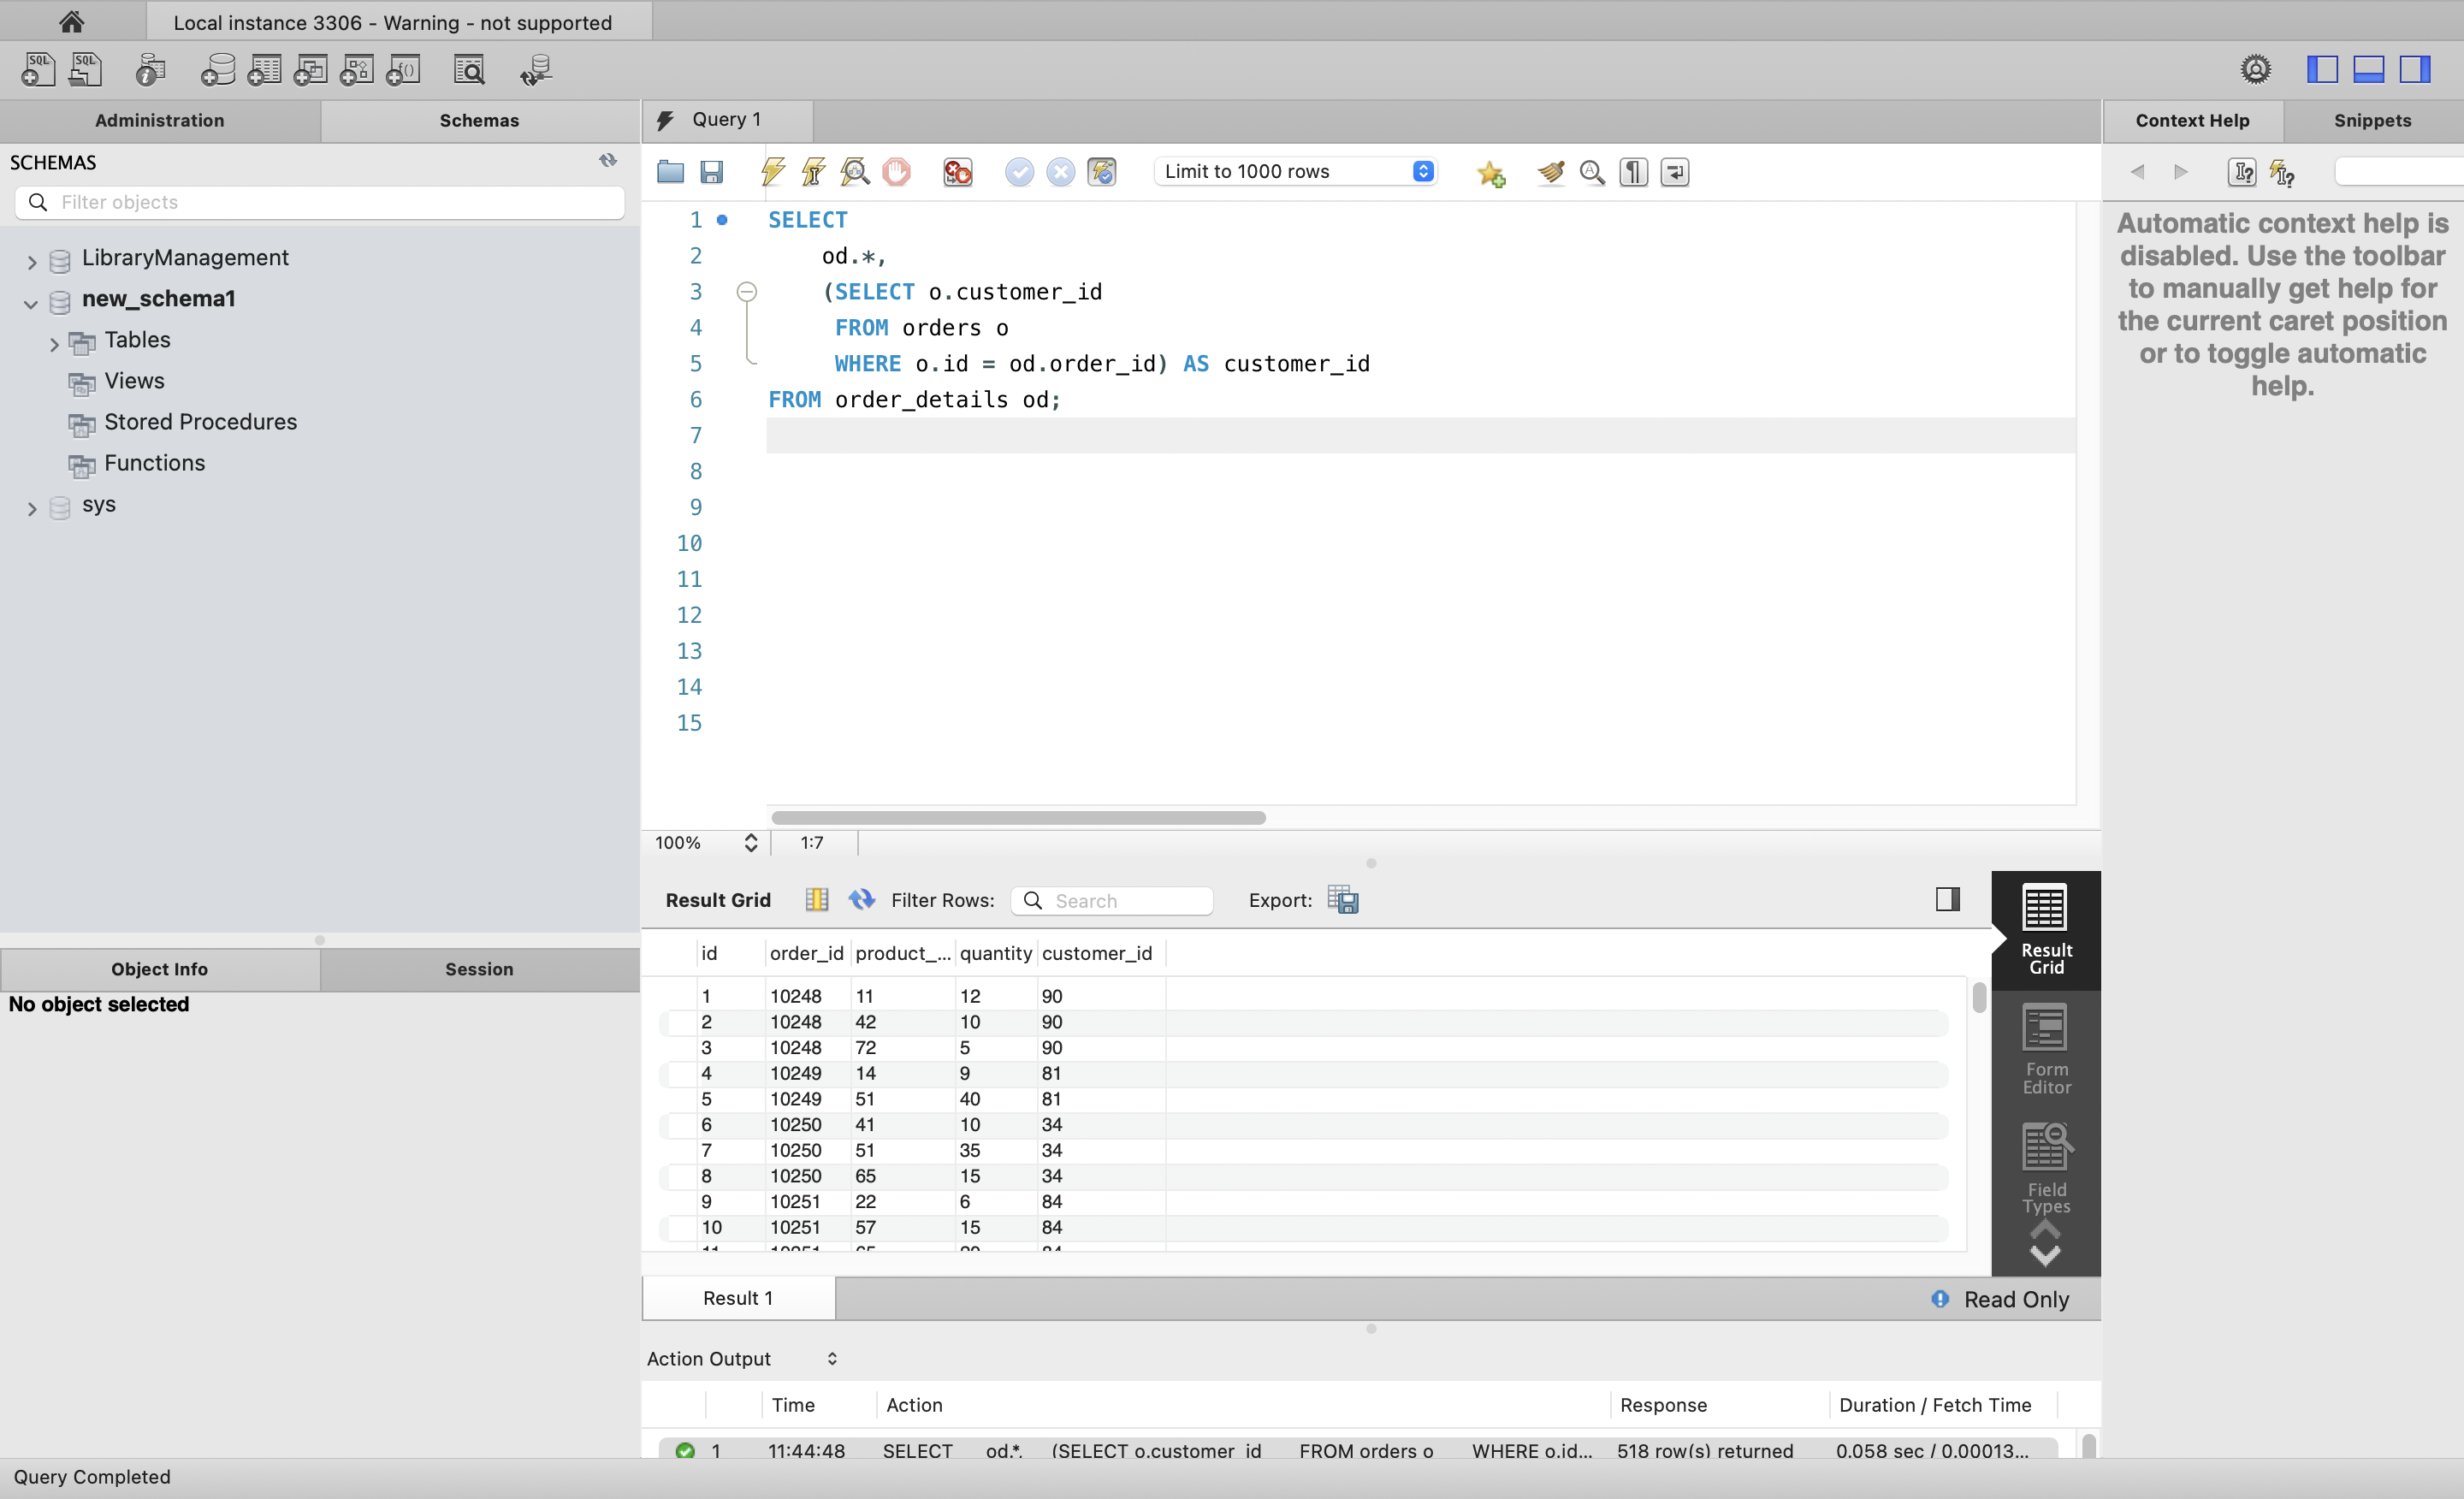 Local instance 3306 - Warning - not supported
SQL SQL
Administration Schemas
Query 1
Context Help Snippets
SCHEMAS
Filter objects
Limit to 1000 rows
LibraryManagement
new_schema1
Tables
Views
Stored Procedures
Functions
sys
1 SELECT
2 od.*,
3 (SELECT o.customer_id
4 FROM orders o
5 WHERE o.id = od.order_id) AS customer_id
6 FROM order_details od;
7
8
9
10
11
12
13
14
15
Automatic context help is
disabled. Use the toolbar
to manually get help for
the current caret position
or to toggle automatic
help.
100% 1:7
Result Grid Filter Rows: Search Export:
id order_id product_... quantity customer_id
1 10248 11 12 90
2 10248 42 10 90
3 10248 72 5 90
4 10249 14 9 81
5 10249 51 40 81
6 10250 41 10 34
7 10250 51 35 34
8 10250 65 15 34
9 10251 22 6 84
10 10251 57 15 84
11 10251 65 20 84
Result
Grid
Form
Editor
Field
Types
Object Info Session
No object selected
Result 1
Read Only
Action Output
Time Action Response Duration / Fetch Time
1 11:44:48 SELECT od.*, (SELECT o.customer_id FROM orders o WHERE o.id... 518 row(s) returned 0.058 sec / 0.00013...
Query Completed